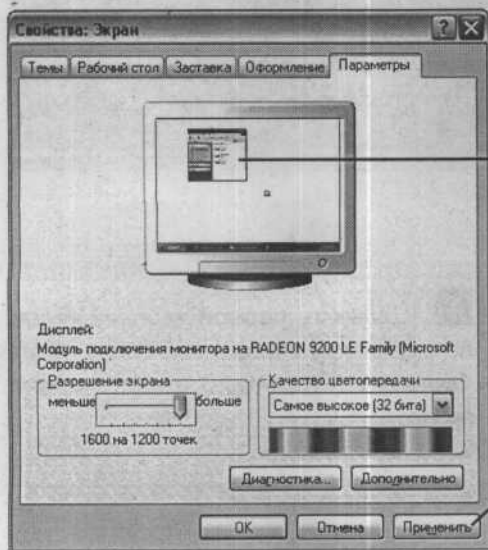 Свойства: Экран
Темы Рабочий стол Заставка Оформление Параметры
Дисплей:
Модуль подключения монитора на RADEON 9200 LE Family (Microsoft
Corporation)
Разрешение экрана
меньше больше
1600 на 1200 точек
Качество цветопередачи
Самое высокое (32 бита)
Диагностика... Дополнительно
ОК Отмена Применить